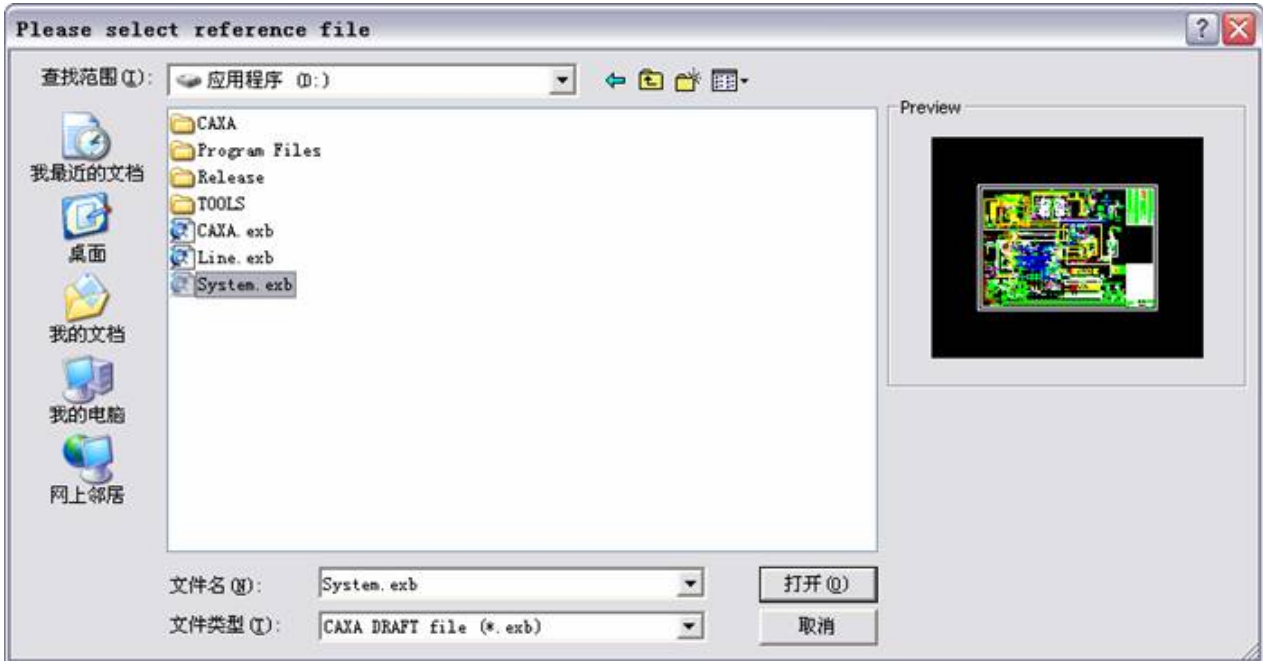 Please select reference file
查找范围(I):
应用程序 (D:)
Preview
我最近的文档
桌面
我的文档
我的电脑
网上邻居
CAXA
Program Files
Release
TOOLS
CAXA.exb
Line.exb
System.exb
文件名(N):
System.exb
打开(O)
文件类型(T):
CAXA DRAFT file (*.exb)
取消